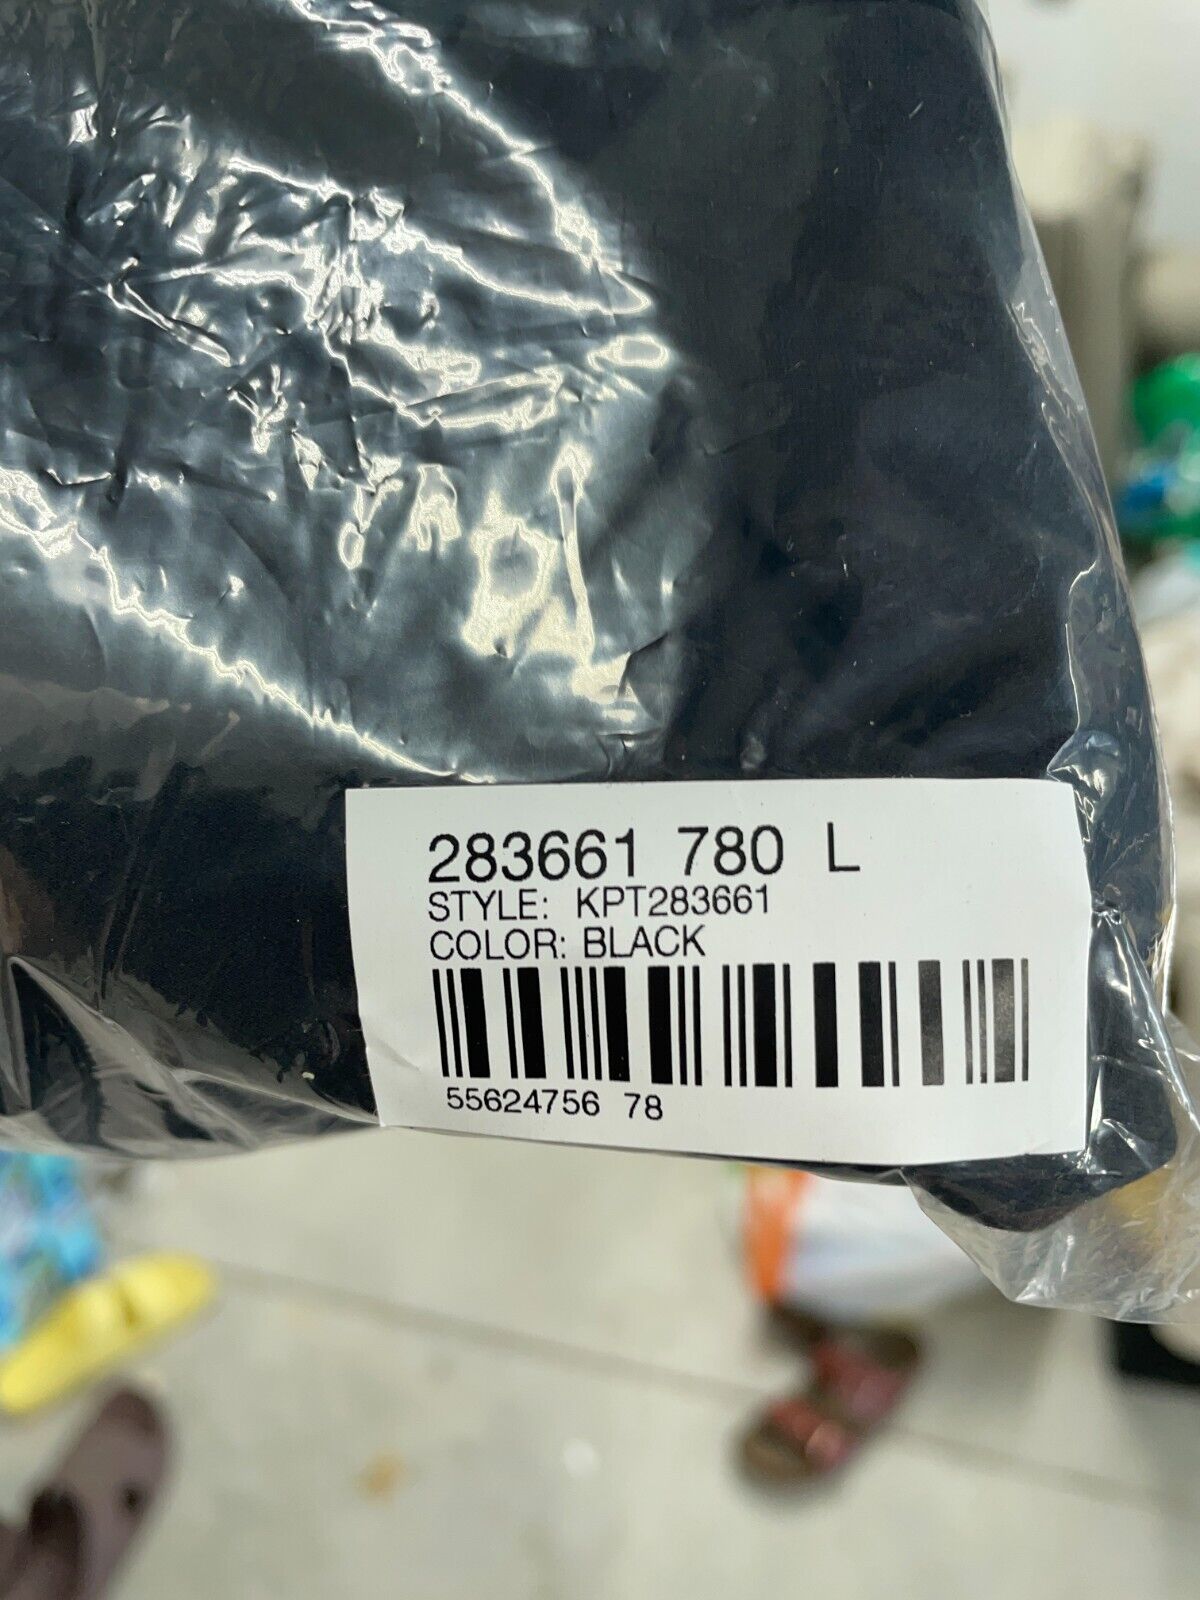 283661 780 L
STYLE: KPT283661
COLOR: BLACK
55624756 78